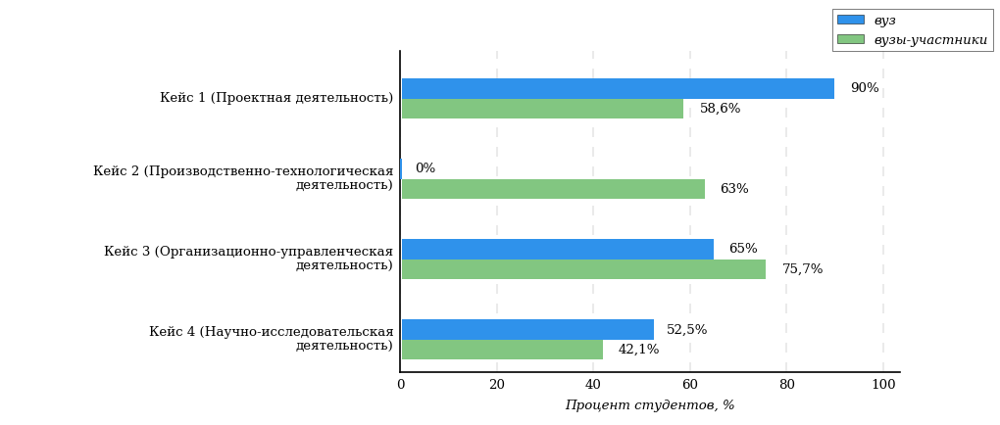 вуз
вузы-участники
Кейс 1 (Проектная деятельность)
90%
58,6%
Кейс 2 (Производственно-технологическая
деятельность)
0%
63%
Кейс 3 (Организационно-управленческая
деятельность)
65%
75,7%
Кейс 4 (Научно-исследовательская
деятельность)
52,5%
42,1%
0 20 40 60 80 100
Процент студентов, %